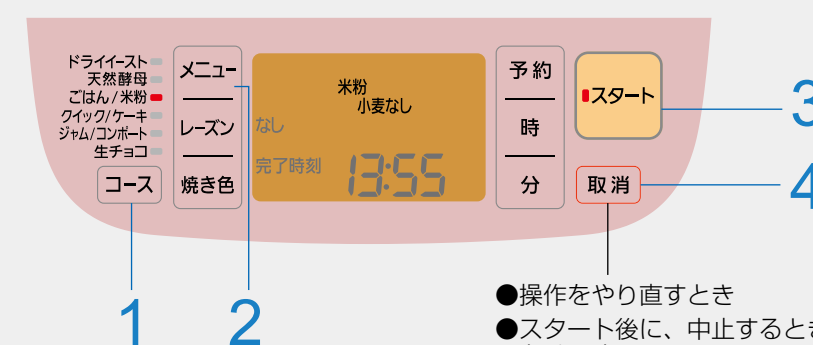 ドライイースト
天然酵母
ごはん/米粉
クイック/ケーキ
ジャム/コンポート
生チョコ
コース
メニュー
レーズン
焼き色
米粉
小麦なし
なし
完了時刻 13:55
予約
時
分
スタート
取消
3
4
1
2
●操作をやり直すとき
●スタート後に、中止するとき